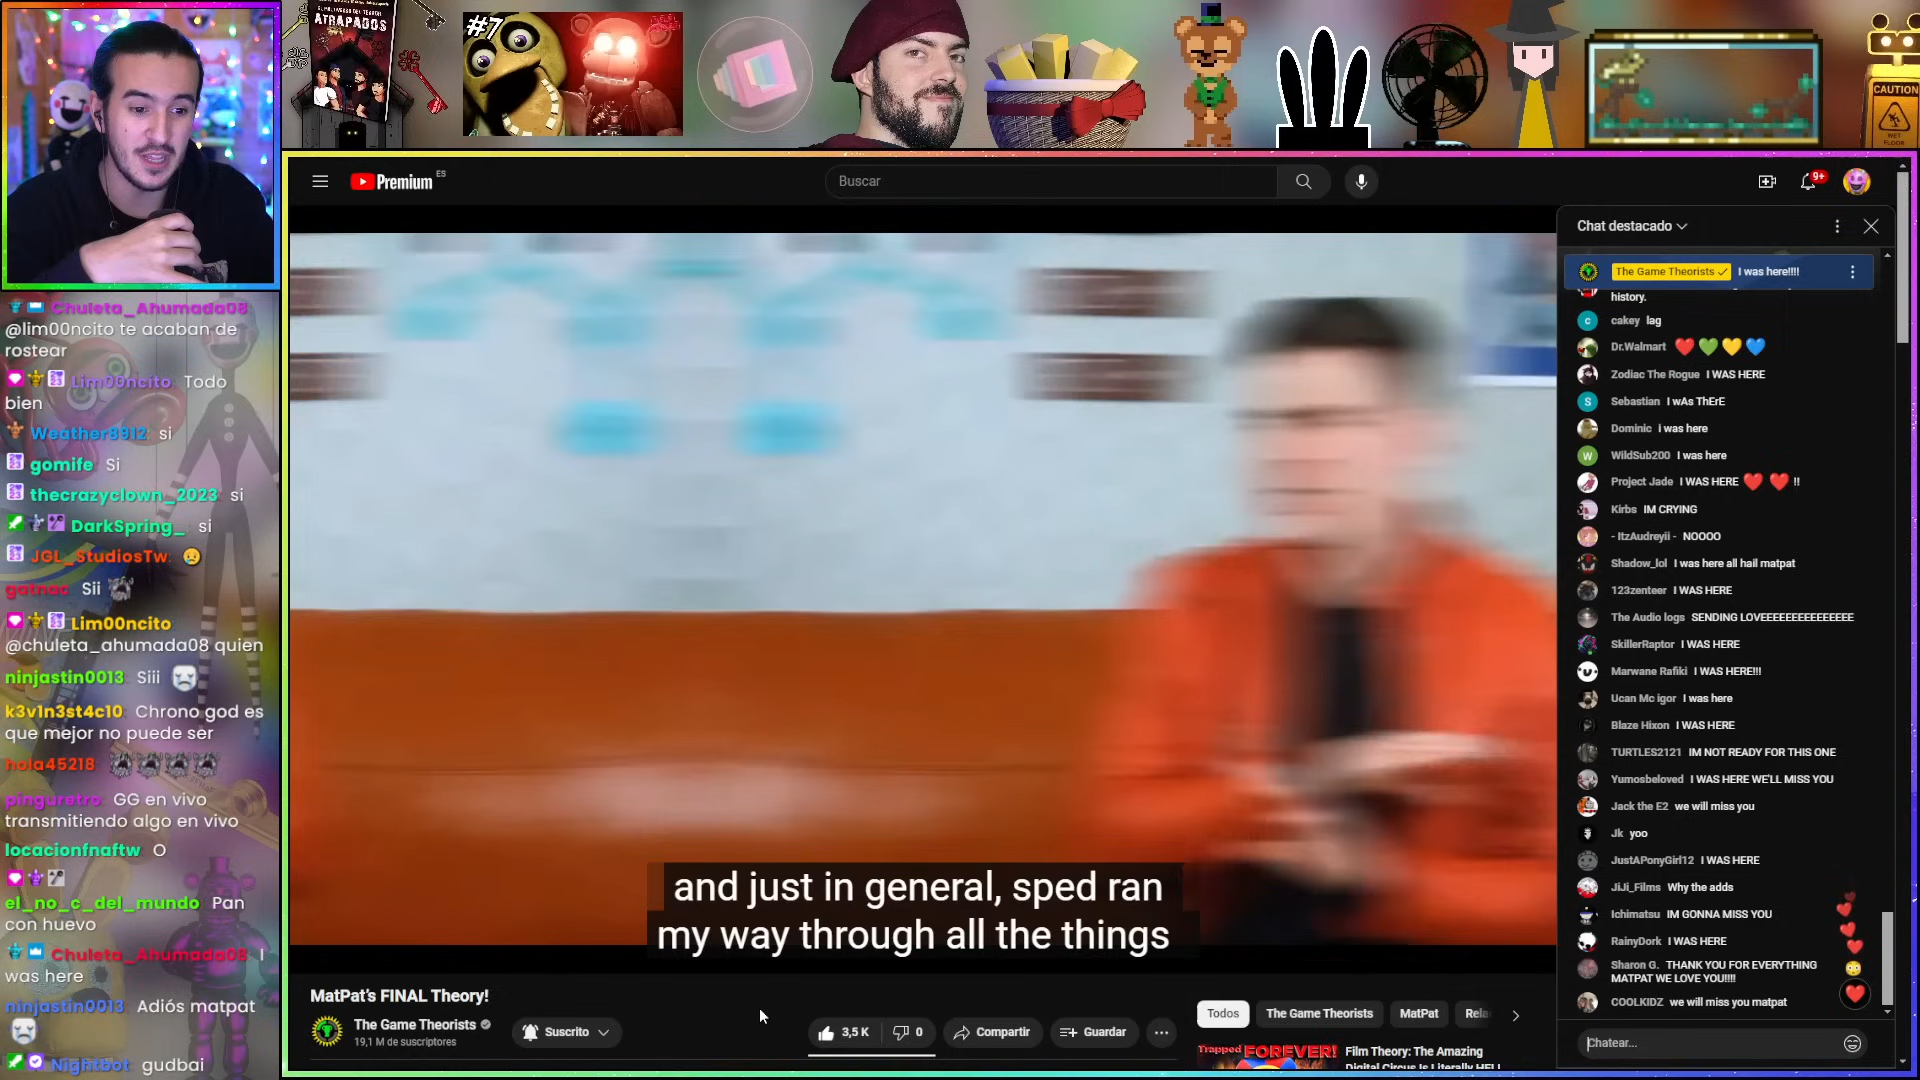 ATRAPADOS
#7
CAUTION
WET
FLOOR
Premium ES
Buscar
9+
Chuleta_Ahumada08
@lim00ncito te acaban de
rostear
Lim00ncito Todo
bien
Weather8912 si
gomife Si
thecrazyclown_2023 si
DarkSpring_ si
JGL_StudiosTw 😥
gatnac Sii
Lim00ncito
@chuleta_ahumada08 quien
ninjastin0013 Siii
k3v1n3st4c10 Chrono god es
que mejor no puede ser
hola45218
pinguretro GG en vivo
transmitiendo algo en vivo
locacionfnaftw O
el_no_c_del_mundo Pan
con huevo
Chuleta_Ahumada08 I
was here
ninjastin0013 Adiós matpat
Nightbot gudbai
and just in general, sped ran
my way through all the things
MatPat's FINAL Theory!
The Game Theorists
19,1 M de suscriptores
Suscrito
3,5 K
0
Compartir
Guardar
Todos
The Game Theorists
MatPat
Rela
Trapped FOREVER!
Film Theory: The Amazing
Digital Circus Is Literally HELL
Chat destacado
The Game Theorists I was here!!!!
history.
cakey lag
Dr.Walmart ❤️💚💛💙
Zodiac The Rogue I WAS HERE
Sebastian I wAs ThErE
Dominic i was here
WildSub200 I was here
Project Jade I WAS HERE ❤️ ❤️ !!
Kirbs IM CRYING
- ItzAudreyii - NOOOO
Shadow_lol I was here all hail matpat
123zenteer I WAS HERE
The Audio logs SENDING LOVEEEEEEEEEEEEEEE
SkillerRaptor I WAS HERE
Marwane Rafiki I WAS HERE!!!
Ucan Mc igor I was here
Blaze Hixon I WAS HERE
TURTLES2121 IM NOT READY FOR THIS ONE
Yumosbeloved I WAS HERE WE'LL MISS YOU
Jack the E2 we will miss you
Jk yoo
JustAPonyGirl12 I WAS HERE
JiJi_Films Why the adds
Ichimatsu IM GONNA MISS YOU
RainyDork I WAS HERE
Sharon G. THANK YOU FOR EVERYTHING
MATPAT WE LOVE YOU!!!!
COOLKIDZ we will miss you matpat
Chatear...